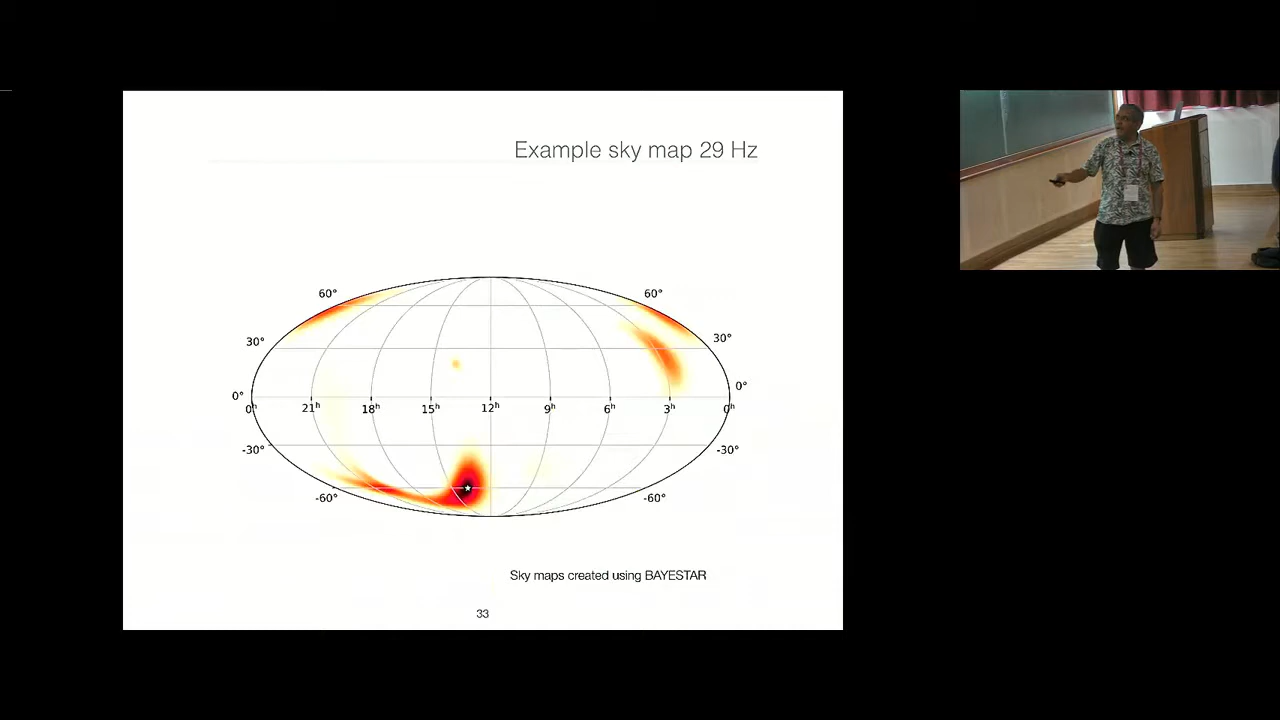 Example sky map 29 Hz
60° 60°
30° 30°
0° 0°
0ʰ 21ʰ 18ʰ 15ʰ 12ʰ 9ʰ 6ʰ 3ʰ 0ʰ
-30° -30°
-60° -60°
Sky maps created using BAYESTAR
33